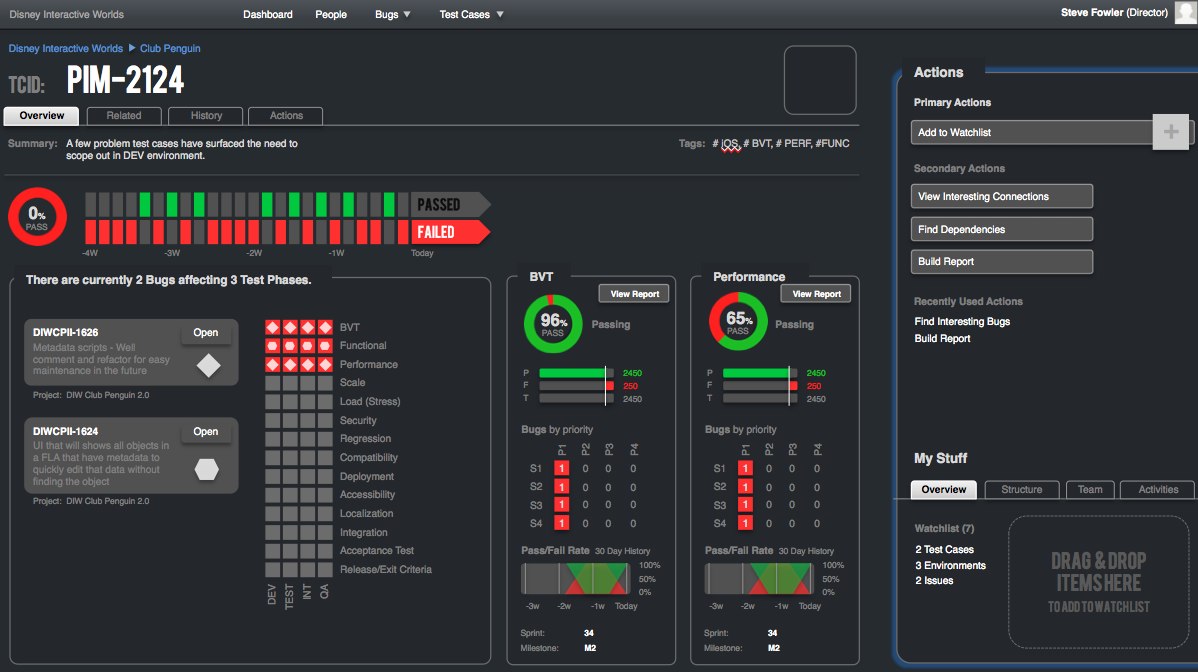 Disney Interactive Worlds
Dashboard People Bugs Test Cases
Steve Fowler (Director)
Disney Interactive Worlds Club Penguin
TCID: PIM-2124
Overview Related History Actions
Summary: A few problem test cases have surfaced the need to
scope out in DEV environment.
Tags: # iOS, # BVT, # PERF, #FUNC
0%
PASS
PASSED
FAILED
-4W -3W -2W -1W Today
There are currently 2 Bugs affecting 3 Test Phases.
DIWCPII-1626 Open
Metadata scripts - Well
comment and refactor for easy
maintenance in the future
Project: DIW Club Penguin 2.0
DIWCPII-1624 Open
UI that will shows all objects in
a FLA that have metadata to
quickly edit that data without
finding the object
Project: DIW Club Penguin 2.0
BVT
Functional
Performance
Scale
Load (Stress)
Security
Regression
Compatibility
Deployment
Accessibility
Localization
Integration
Acceptance Test
Release/Exit Criteria
DEV TEST INT QA
BVT
View Report
96%
PASS
Passing
P 2450
F 250
T 2450
Bugs by priority
P1 P2 P3 P4
S1 1 0 0 0
S2 1 0 0 0
S3 1 0 0 0
S4 1 0 0 0
Pass/Fall Rate 30 Day History
100%
50%
0%
-3w -2w -1w Today
Sprint: 34
Milestone: M2
Performance
View Report
65%
PASS
Passing
P 2450
F 250
T 2450
Bugs by priority
P1 P2 P3 P4
S1 1 0 0 0
S2 1 0 0 0
S3 1 0 0 0
S4 1 0 0 0
Pass/Fall Rate 30 Day History
100%
50%
0%
-3w -2w -1w Today
Sprint: 34
Milestone: M2
Actions
Primary Actions
Add to Watchlist +
Secondary Actions
View Interesting Connections
Find Dependencies
Build Report
Recently Used Actions
Find Interesting Bugs
Build Report
My Stuff
Overview Structure Team Activities
Watchlist (7)
2 Test Cases
3 Environments
2 Issues
DRAG & DROP
ITEMS HERE
TO ADD TO WATCHLIST